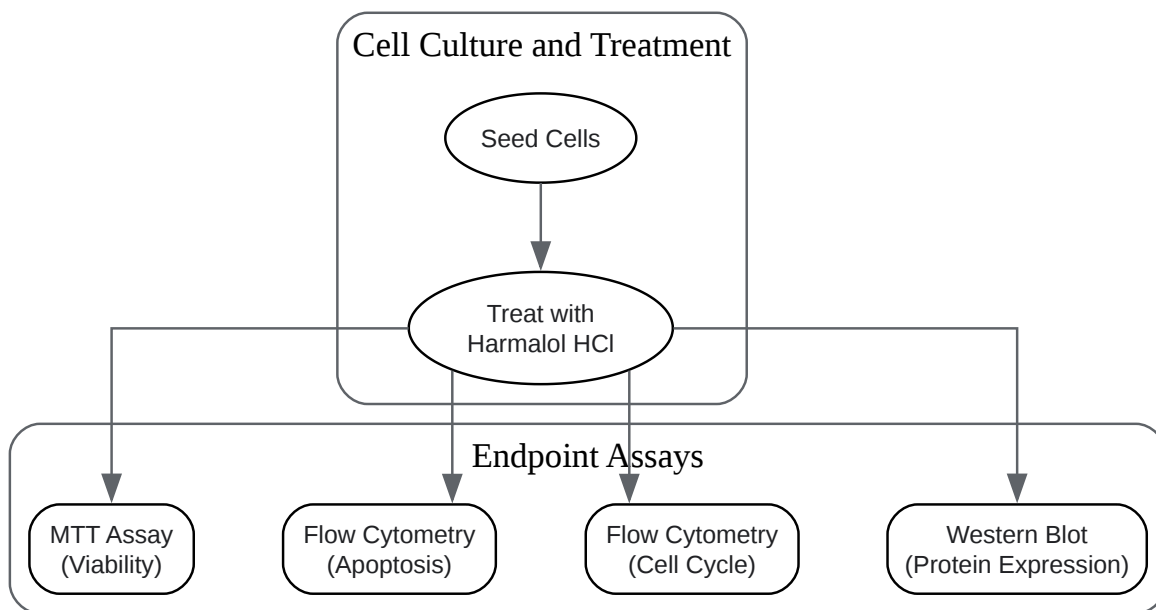 Cell Culture and Treatment
Seed Cells
Treat with
Harmalol HCl
Endpoint Assays
MTT Assay
(Viability)
Flow Cytometry
(Apoptosis)
Flow Cytometry
(Cell Cycle)
Western Blot
(Protein Expression)